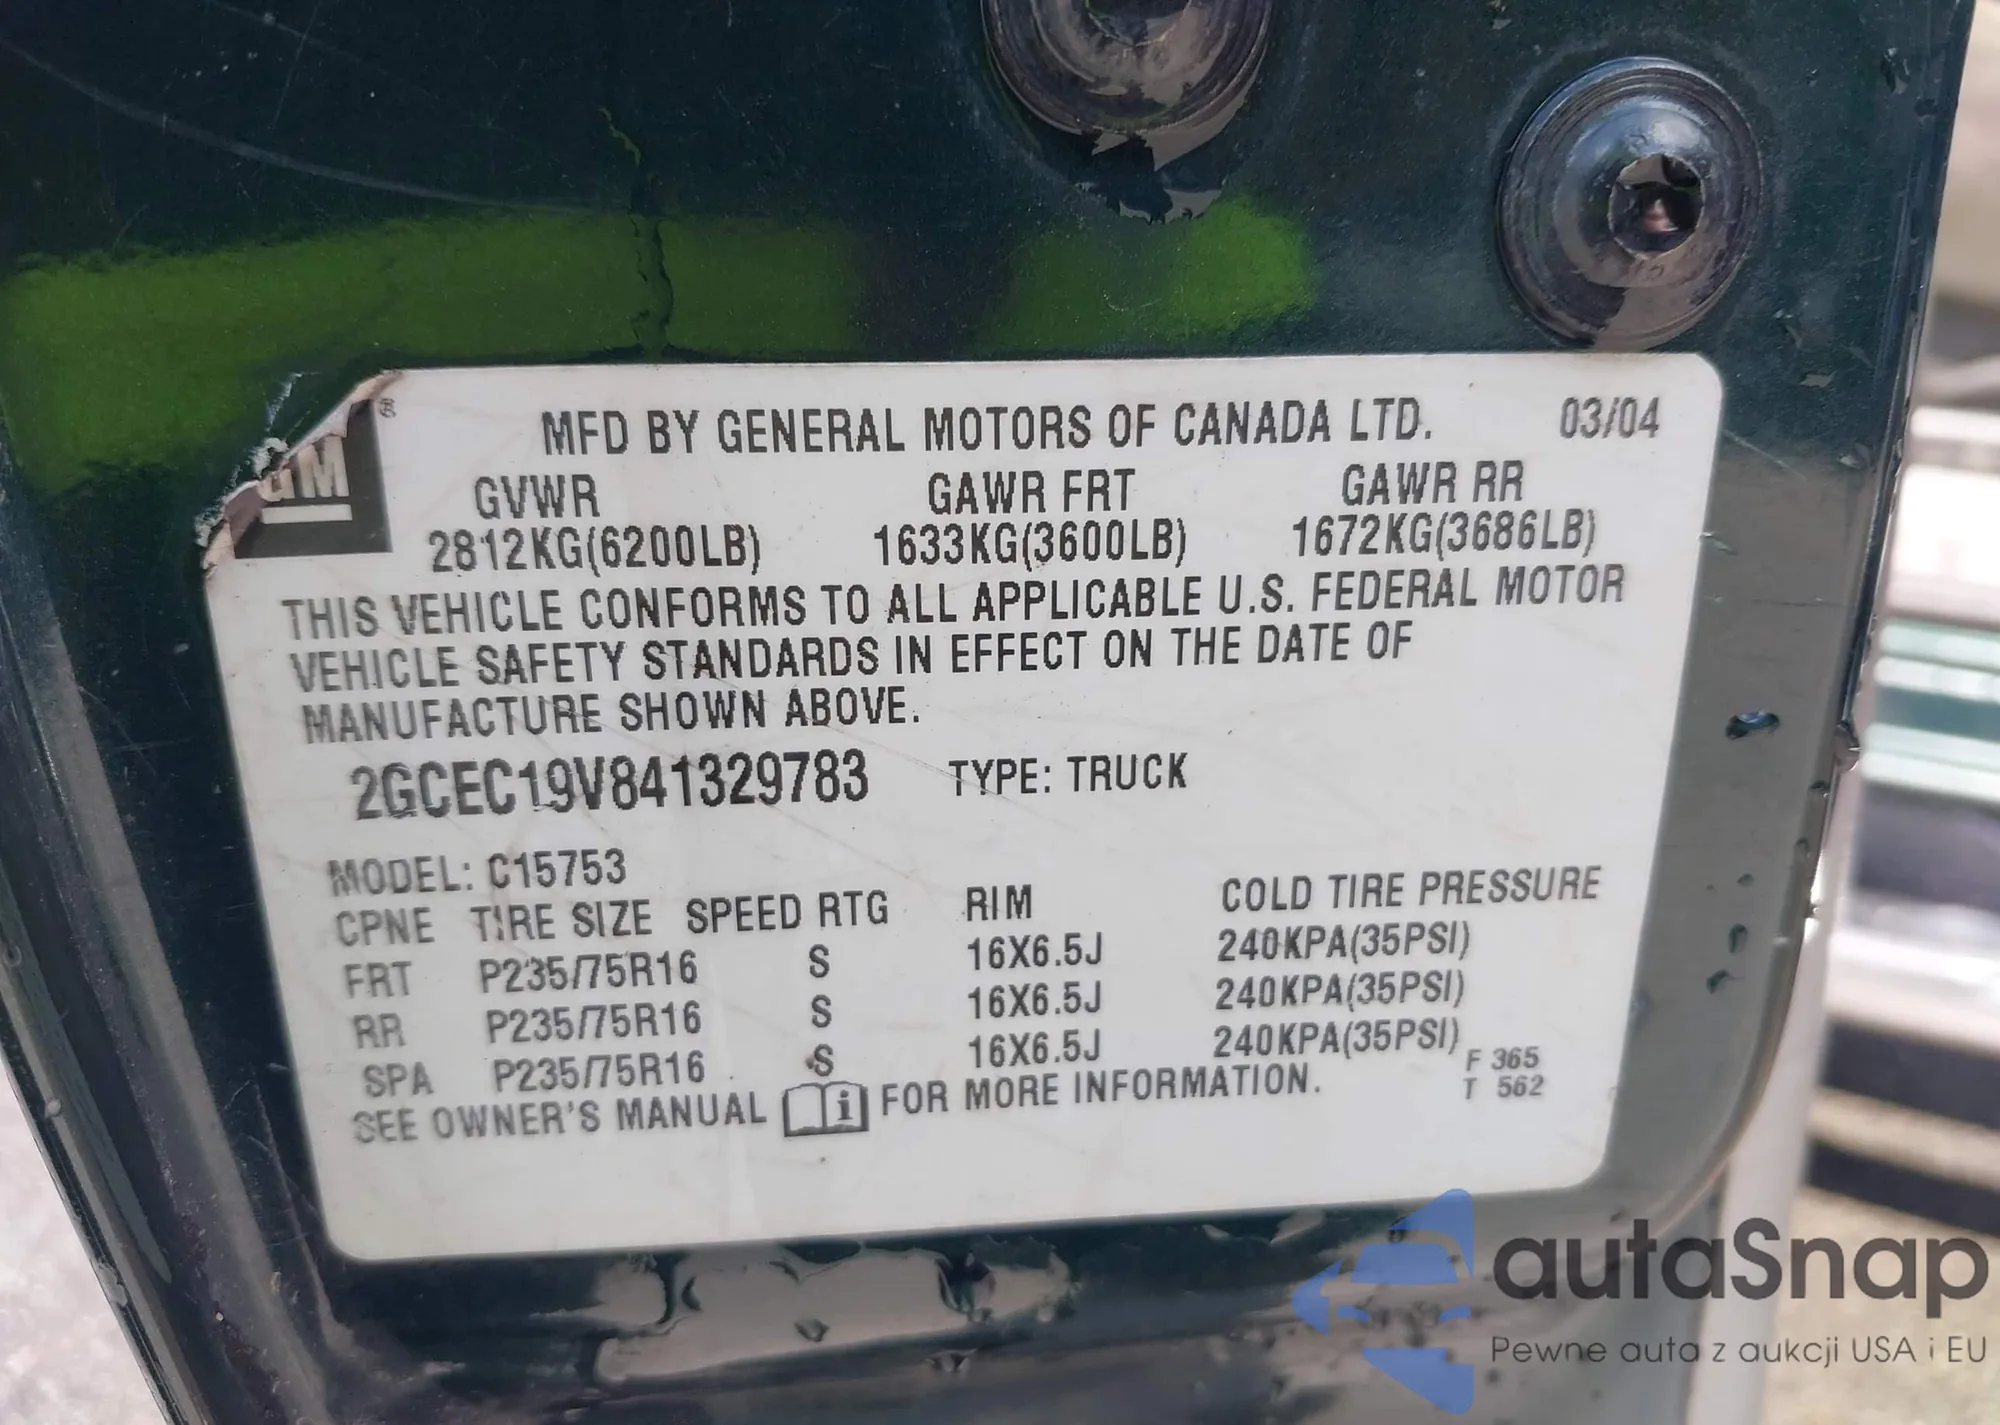 ®
GM
MFD BY GENERAL MOTORS OF CANADA LTD. 03/04
GVWR GAWR FRT GAWR RR
2812KG(6200LB) 1633KG(3600LB) 1672KG(3686LB)
THIS VEHICLE CONFORMS TO ALL APPLICABLE U.S. FEDERAL MOTOR
VEHICLE SAFETY STANDARDS IN EFFECT ON THE DATE OF
MANUFACTURE SHOWN ABOVE.
2GCEC19V841329783 TYPE: TRUCK
MODEL: C15753
CPNE TIRE SIZE SPEED RTG RIM COLD TIRE PRESSURE
FRT P235/75R16 S 16X6.5J 240KPA(35PSI)
RR P235/75R16 S 16X6.5J 240KPA(35PSI)
SPA P235/75R16 S 16X6.5J 240KPA(35PSI)
SEE OWNER'S MANUAL i FOR MORE INFORMATION.
F 365
T 562
autaSnap
Pewne auta z aukcji USA i EU